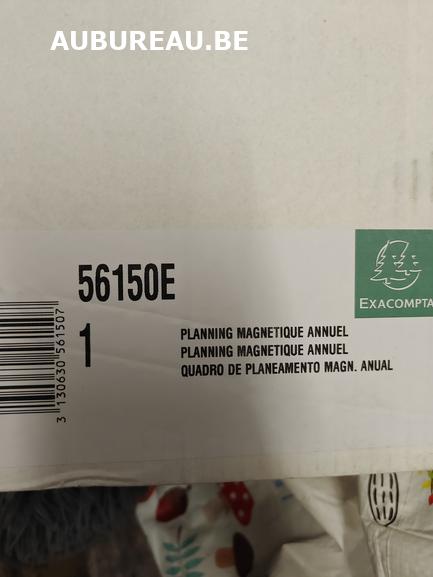 AUBUREAU.BE
56150E
EXACOMPTA
1
PLANNING MAGNETIQUE ANNUEL
PLANNING MAGNETIQUE ANNUEL
QUADRO DE PLANEAMENTO MAGN. ANUAL
3 130630 561507